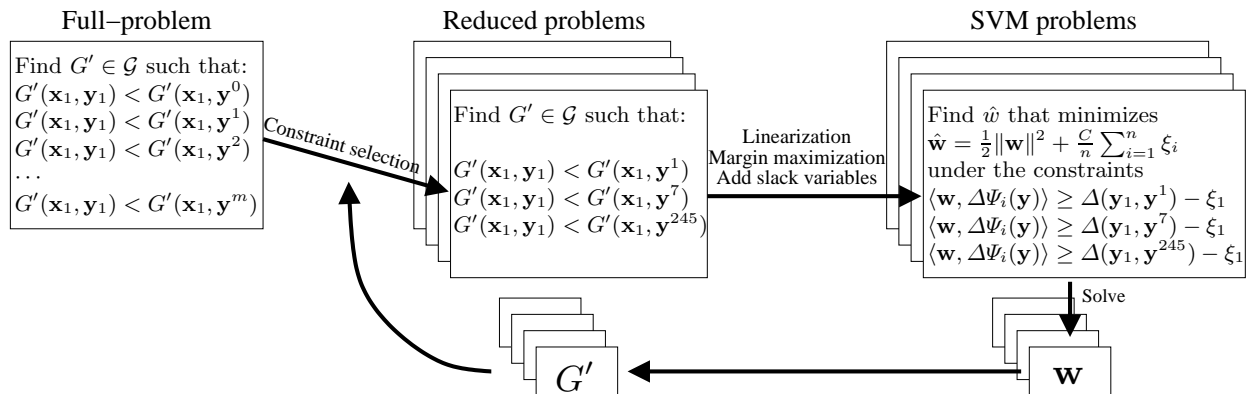 Full–problem
Find G′ ∈ 𝒢 such that:
G′(x₁, y₁) < G′(x₁, y⁰)
G′(x₁, y₁) < G′(x₁, y¹)
G′(x₁, y₁) < G′(x₁, y²)
...
G′(x₁, y₁) < G′(x₁, yᵐ)
Constraint selection
Reduced problems
Find G′ ∈ 𝒢 such that:
G′(x₁, y₁) < G′(x₁, y¹)
G′(x₁, y₁) < G′(x₁, y⁷)
G′(x₁, y₁) < G′(x₁, y²⁴⁵)
Linearization
Margin maximization
Add slack variables
SVM problems
Find ŵ that minimizes
ŵ = ½‖w‖² + C/n ∑ⁿᵢ₌₁ ξᵢ
under the constraints
⟨w, ΔΨᵢ(y)⟩ ≥ Δ(y₁, y¹) − ξ₁
⟨w, ΔΨᵢ(y)⟩ ≥ Δ(y₁, y⁷) − ξ₁
⟨w, ΔΨᵢ(y)⟩ ≥ Δ(y₁, y²⁴⁵) − ξ₁
Solve
w
G′